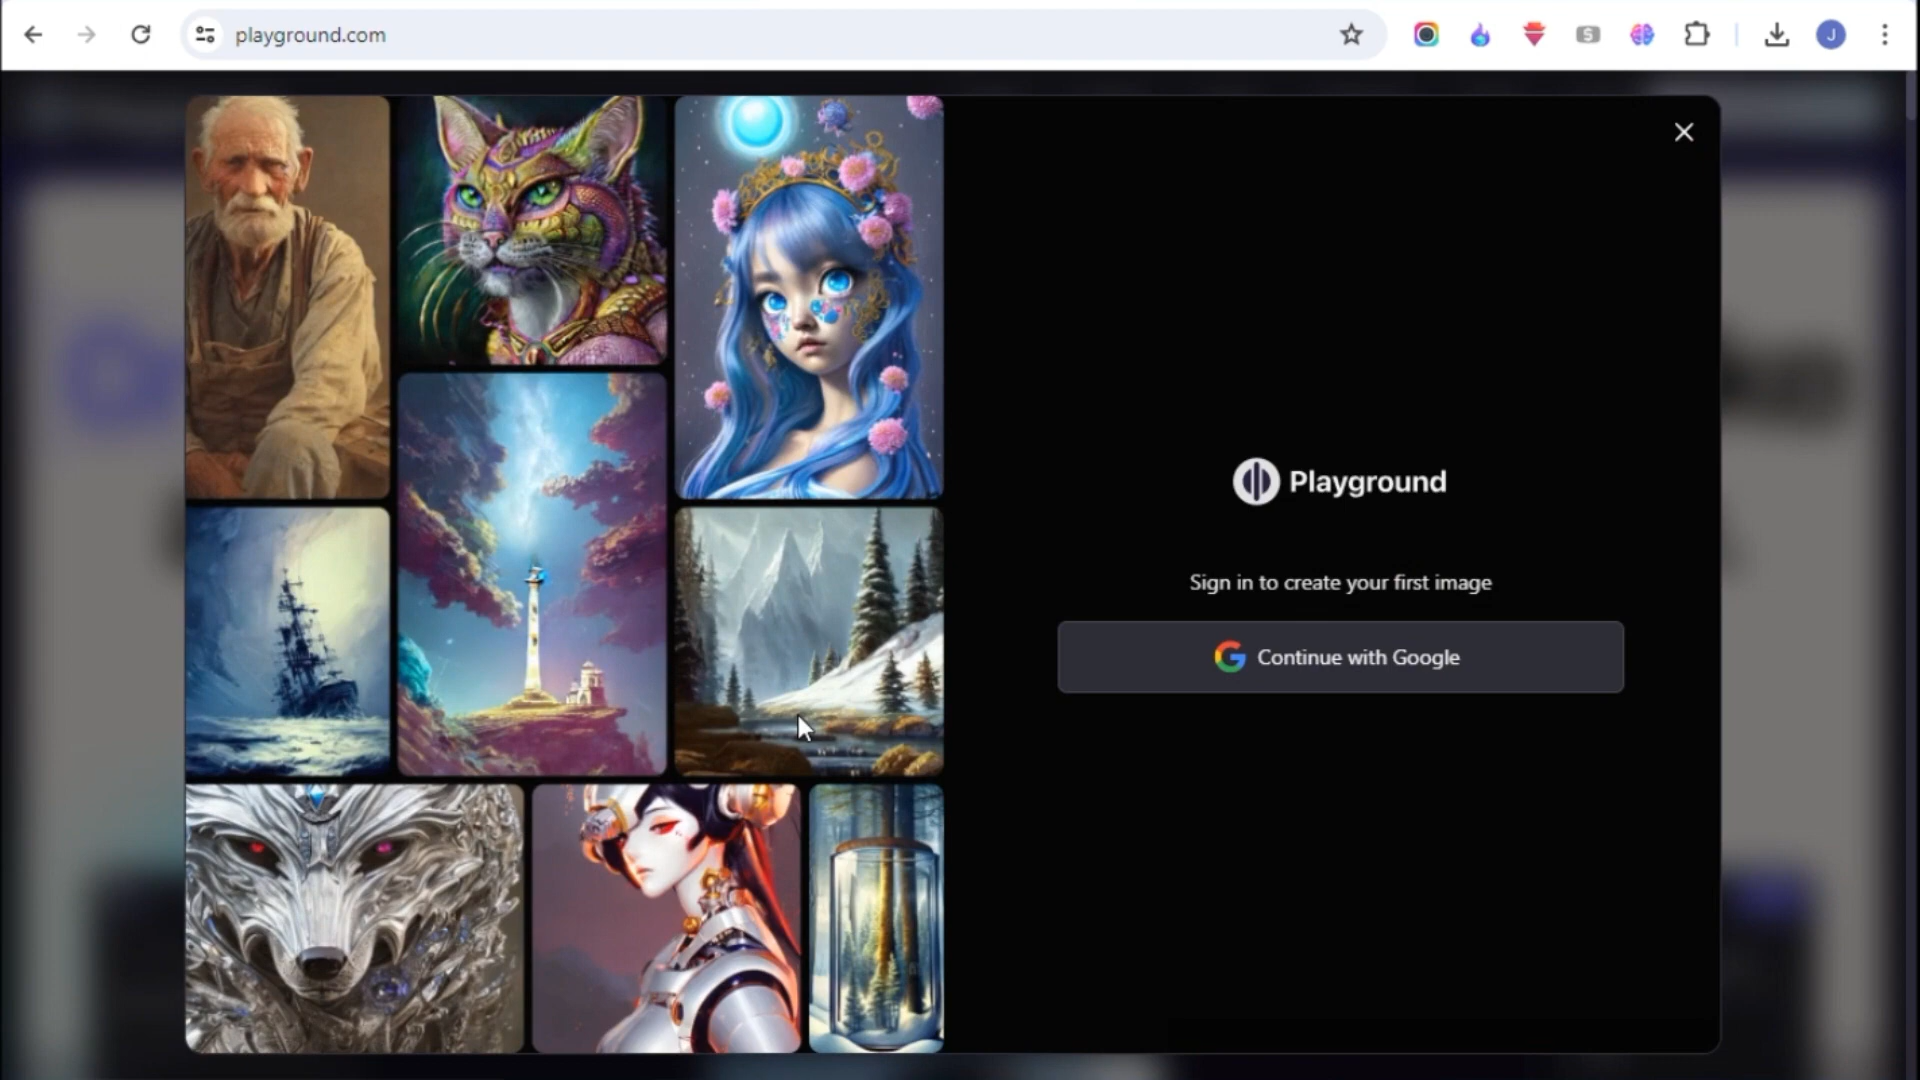 playground.com
S
J
Playground
Sign in to create your first image
Continue with Google